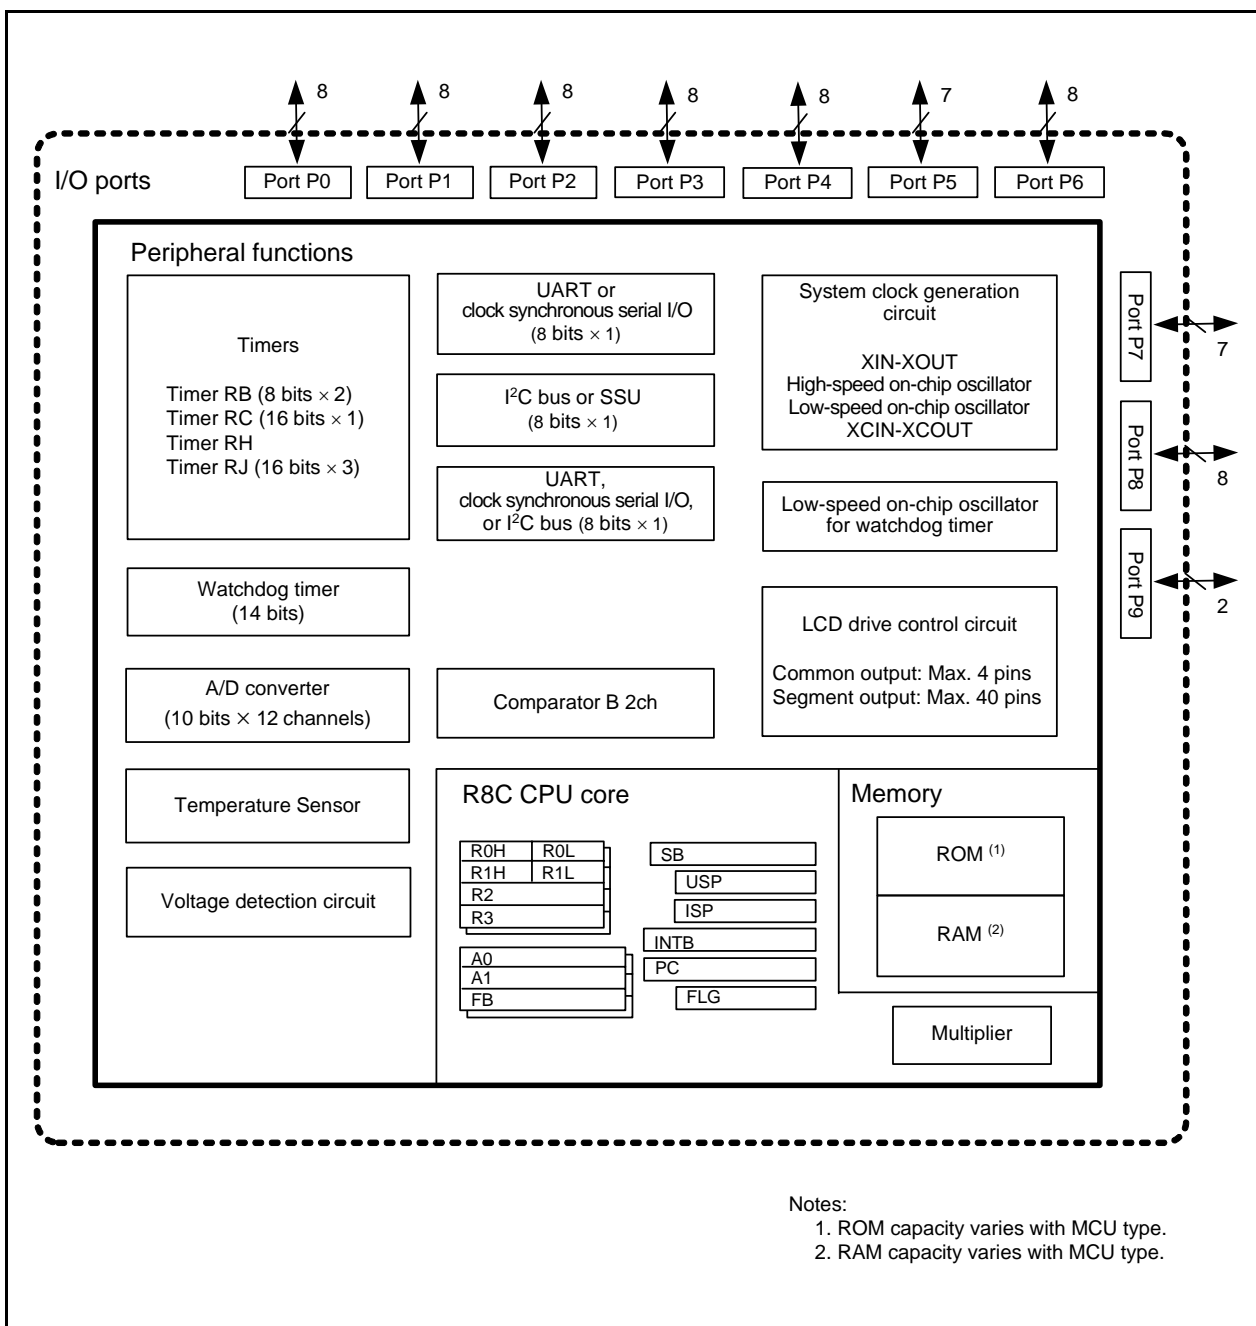 8 8 8 8 8 7 8
I/O ports
Port P0 Port P1 Port P2 Port P3 Port P4 Port P5 Port P6
Peripheral functions
Timers
Timer RB (8 bits × 2)
Timer RC (16 bits × 1)
Timer RH
Timer RJ (16 bits × 3)
Watchdog timer
(14 bits)
A/D converter
(10 bits × 12 channels)
Temperature Sensor
Voltage detection circuit
UART or
clock synchronous serial I/O
(8 bits × 1)
I²C bus or SSU
(8 bits × 1)
UART,
clock synchronous serial I/O,
or I²C bus (8 bits × 1)
Comparator B 2ch
System clock generation
circuit
XIN-XOUT
High-speed on-chip oscillator
Low-speed on-chip oscillator
XCIN-XCOUT
Low-speed on-chip oscillator
for watchdog timer
LCD drive control circuit
Common output: Max. 4 pins
Segment output: Max. 40 pins
Port P7
7
Port P8
8
Port P9
2
R8C CPU core
R0H R0L
R1H R1L
R2
R3
A0
A1
FB
SB
USP
ISP
INTB
PC
FLG
Memory
ROM (1)
RAM (2)
Multiplier
Notes:
1. ROM capacity varies with MCU type.
2. RAM capacity varies with MCU type.